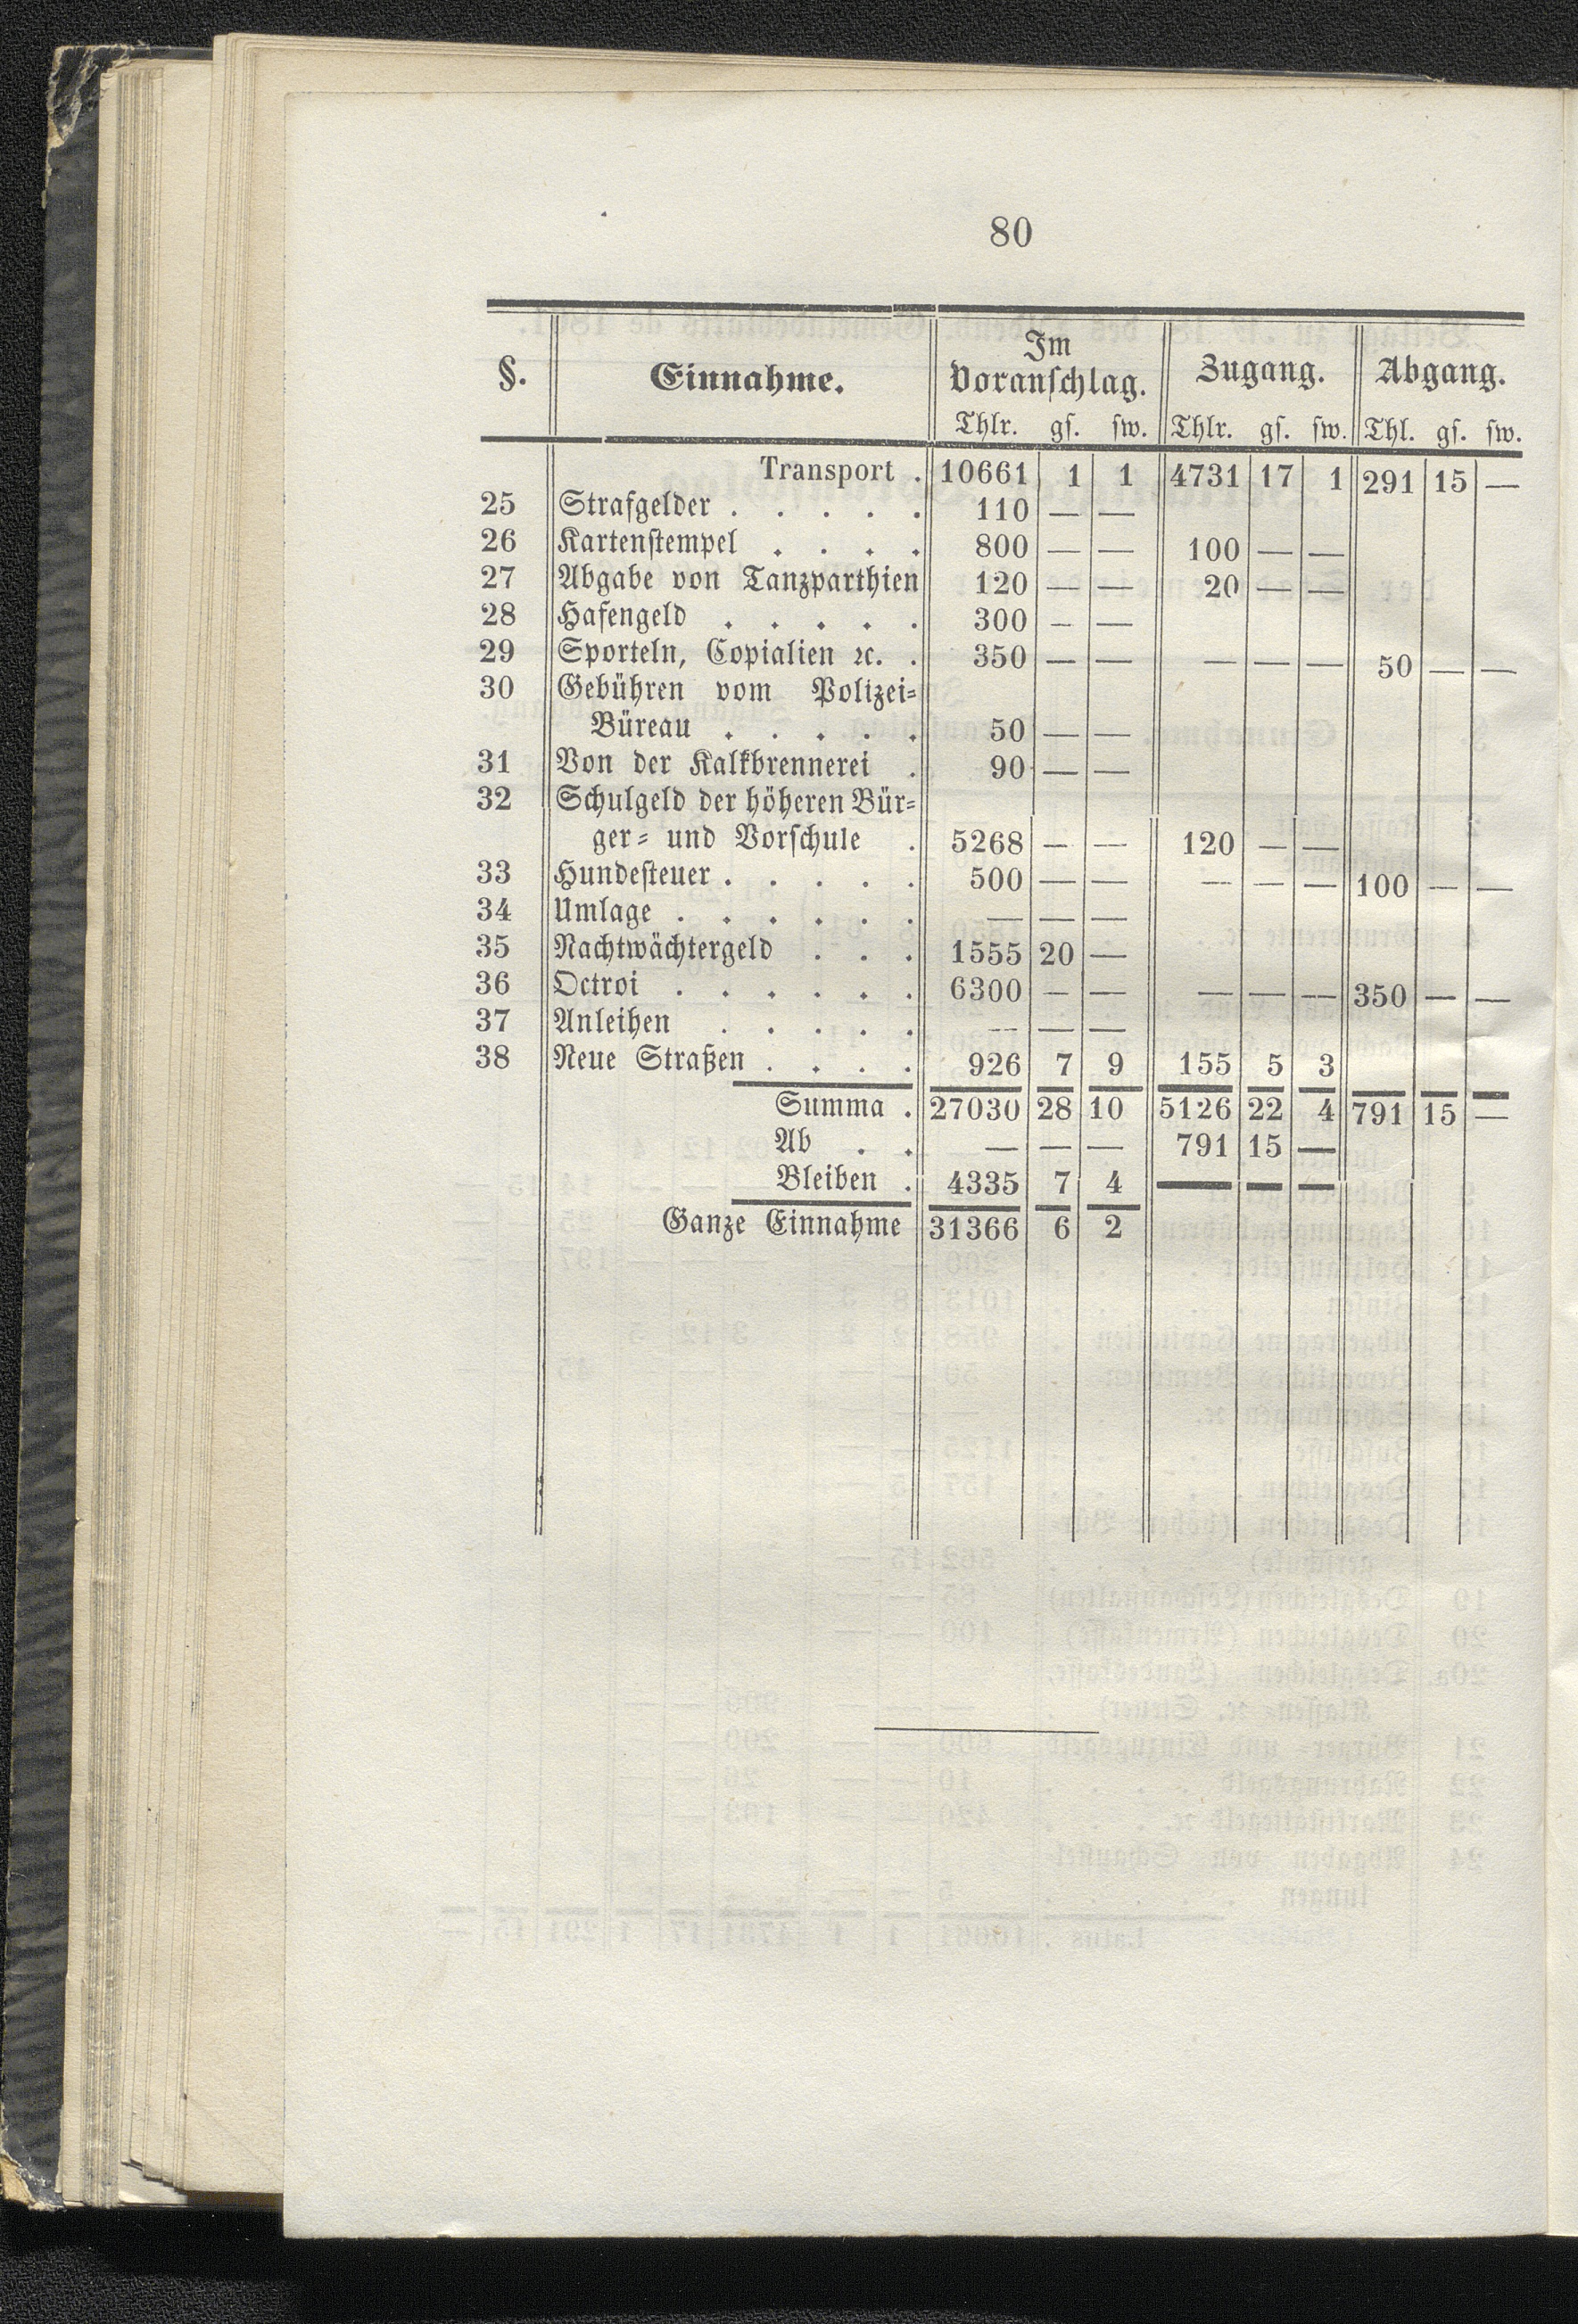 80
§. Einnahme. Im Voranſchlag. Zugang. Abgang.
Thlr. gſ. ſw. Thlr. gſ. ſw. Thl. gſ. ſw.
Transport . 10661 1 1 4731 17 1 291 15 —
25 Strafgelder . . . . . 110 — —
26 Kartenſtempel . . . . 800 — — 100 — —
27 Abgabe von Tanzparthien 120 — — 20 — —
28 Hafengeld . . . . . 300 — —
29 Sporteln, Copialien ꝛc. . 350 — — — — — 50 — —
30 Gebühren vom Polizei-
Büreau . . . . . 50 — —
31 Von der Kalkbrennerei . 90 — —
32 Schulgeld der höheren Bür-
ger- und Vorſchule . 5268 — — 120 — —
33 Hundeſteuer . . . . . 500 — — — — — 100 — —
34 Umlage . . . . . . — — —
35 Nachtwächtergeld . . . 1555 20 —
36 Octroi . . . . . . 6300 — — — — — 350 — —
37 Anleihen . . . . . — — —
38 Neue Straßen . . . . 926 7 9 155 5 3
Summa . 27030 28 10 5126 22 4 791 15 —
Ab . . — — — 791 15 —
Bleiben . 4335 7 4 — — —
Ganze Einnahme 31366 6 2